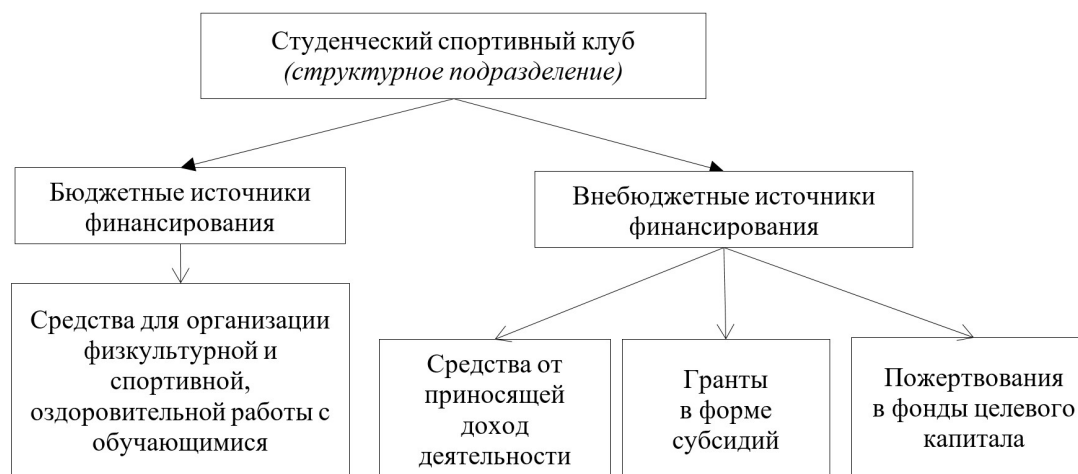 Студенческий спортивный клуб
(структурное подразделение)
Бюджетные источники
финансирования
Внебюджетные источники
финансирования
Средства для организации
физкультурной и
спортивной,
оздоровительной работы с
обучающимися
Средства от
приносящей
доход
деятельности
Гранты
в форме
субсидий
Пожертвования
в фонды целевого
капитала